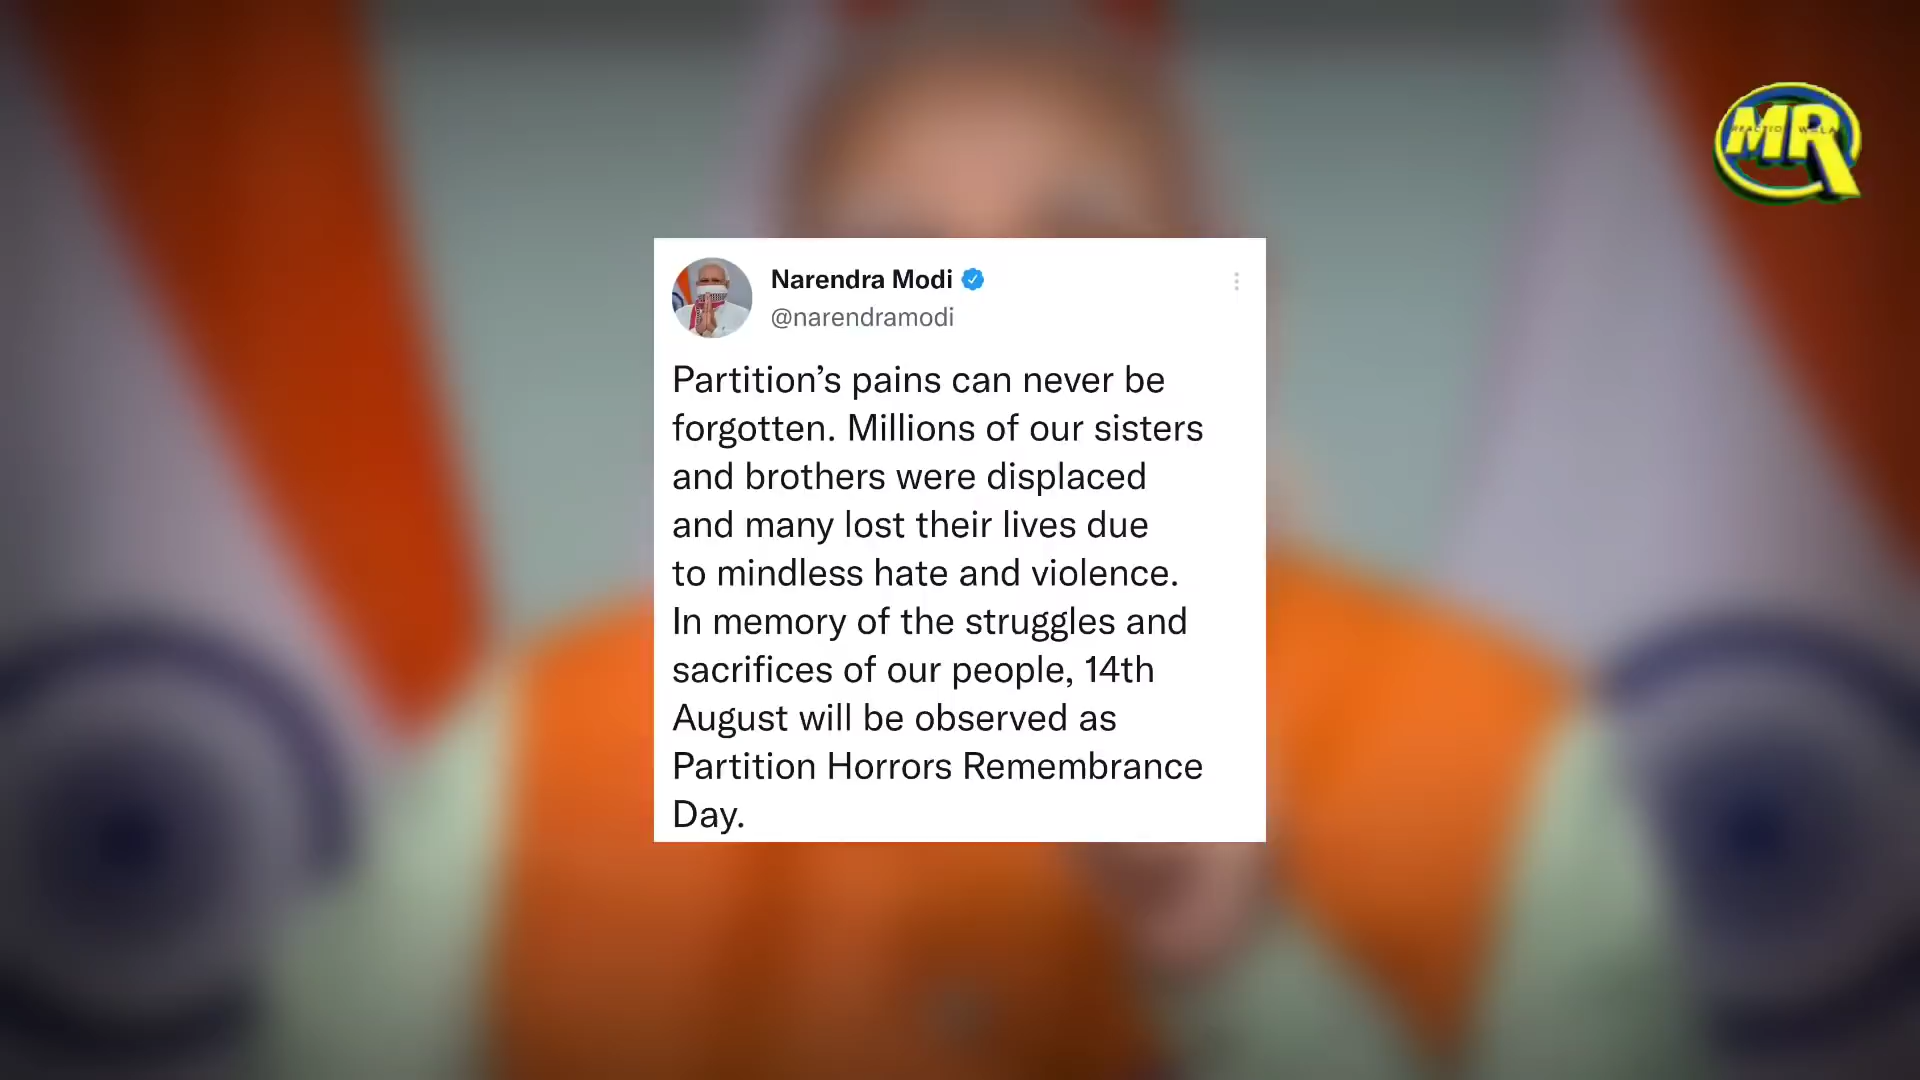 MR
REACTION WALA
Narendra Modi
@narendramodi
Partition’s pains can never be
forgotten. Millions of our sisters
and brothers were displaced
and many lost their lives due
to mindless hate and violence.
In memory of the struggles and
sacrifices of our people, 14th
August will be observed as
Partition Horrors Remembrance
Day.